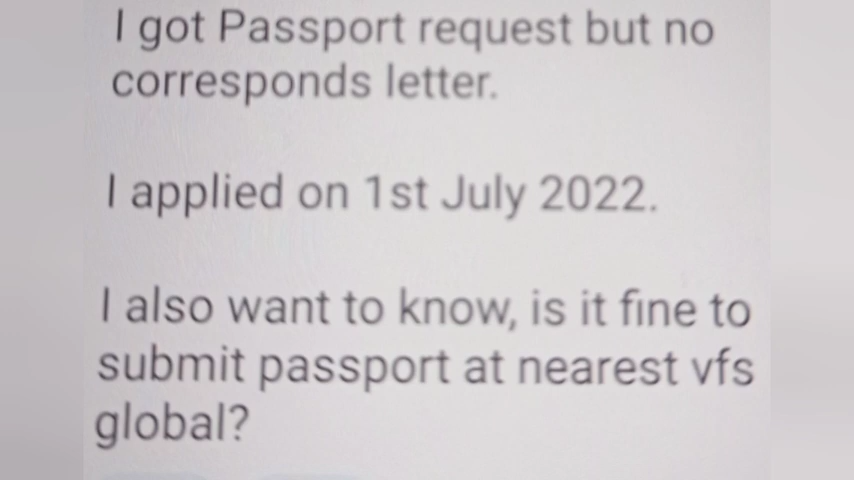 I got Passport request but no
corresponds letter.
I applied on 1st July 2022.
I also want to know, is it fine to
submit passport at nearest vfs
global?